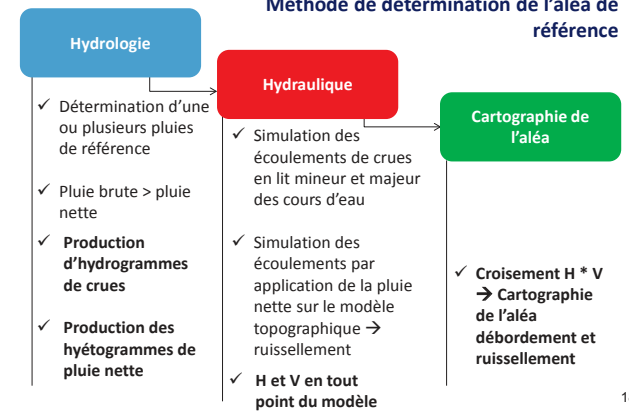 Méthode de détermination de l'aléa de
référence
Hydrologie
✓ Détermination d'une
ou plusieurs pluies
de référence
✓ Pluie brute > pluie
nette
✓ Production
d'hydrogrammes
de crues
✓ Production des
hyétogrammes de
pluie nette
Hydraulique
✓ Simulation des
écoulements de crues
en lit mineur et majeur
des cours d'eau
✓ Simulation des
écoulements par
application de la pluie
nette sur le modèle
topographique →
ruissellement
✓ H et V en tout
point du modèle
Cartographie de
l'aléa
✓ Croisement H * V
→ Cartographie
de l'aléa
débordement et
ruissellement